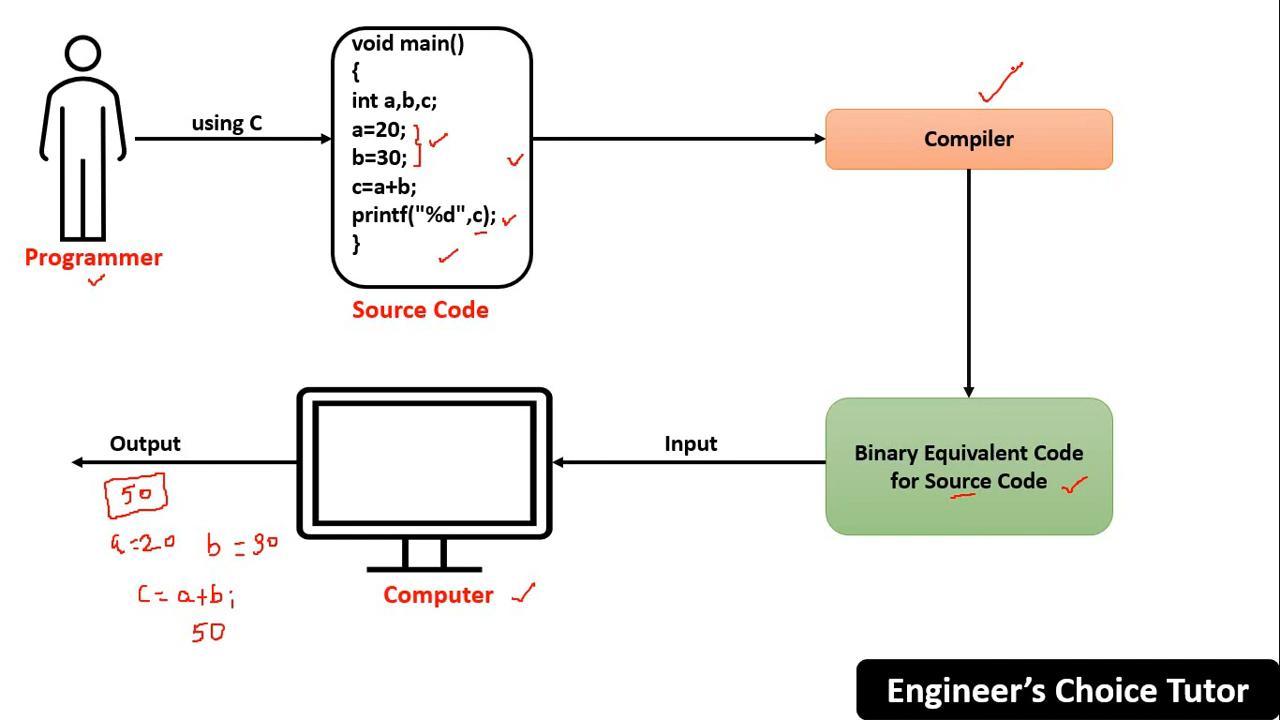 using C
void main()
{
int a,b,c;
a=20;
b=30;
c=a+b;
printf("%d",c);
}
Compiler
Programmer
Source Code
Output
Input
Binary Equivalent Code
for Source Code
50
a=20 b=30
c=a+b;
50
Computer
Engineer's Choice Tutor